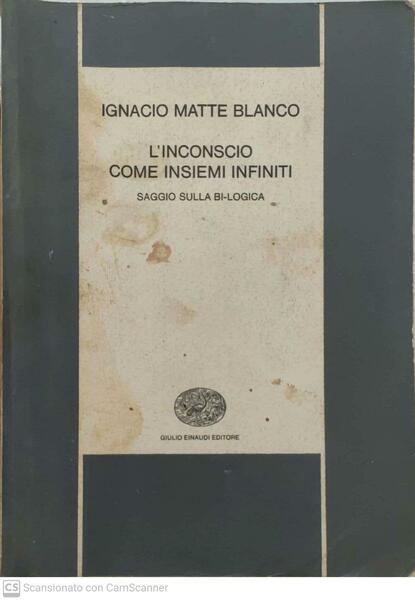 IGNACIO MATTE BLANCO
L'INCONSCIO
COME INSIEMI INFINITI
SAGGIO SULLA BI-LOGICA
GIULIO EINAUDI EDITORE
CS Scansionato con CamScanner